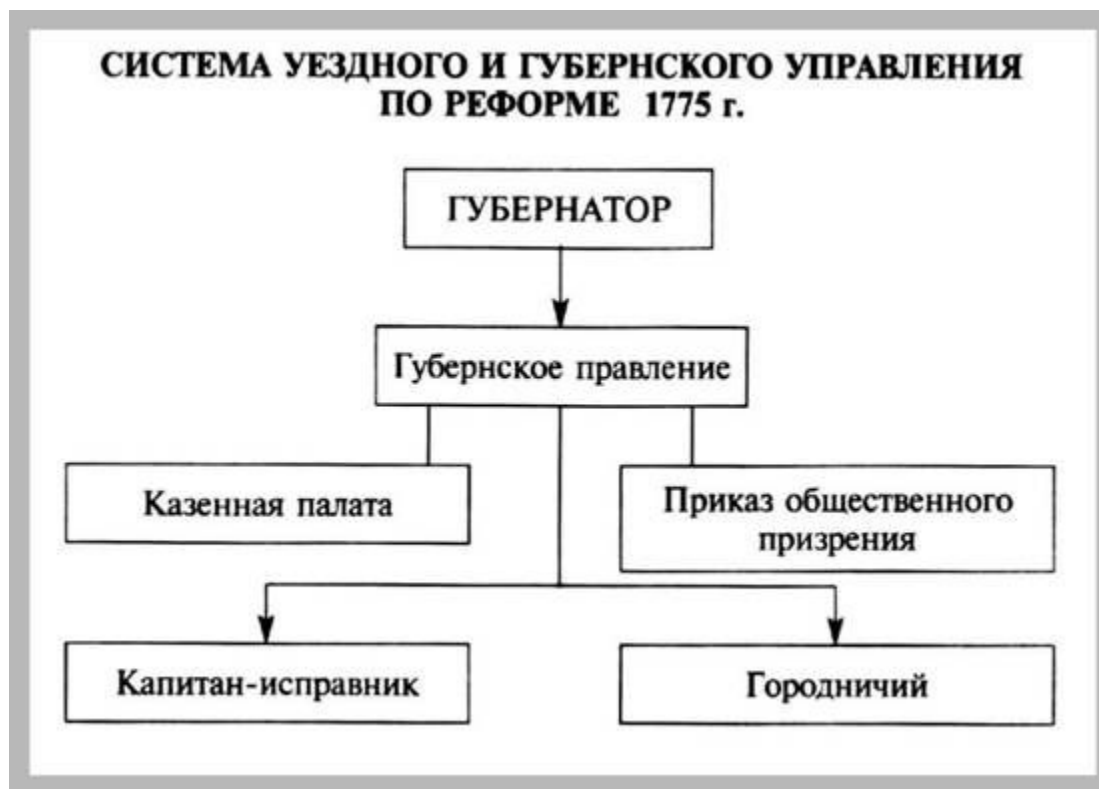 СИСТЕМА УЕЗДНОГО И ГУБЕРНСКОГО УПРАВЛЕНИЯ
ПО РЕФОРМЕ 1775 г.
ГУБЕРНАТОР
Губернское правление
Казенная палата
Приказ общественного
призрения
Капитан-исправник
Городничий